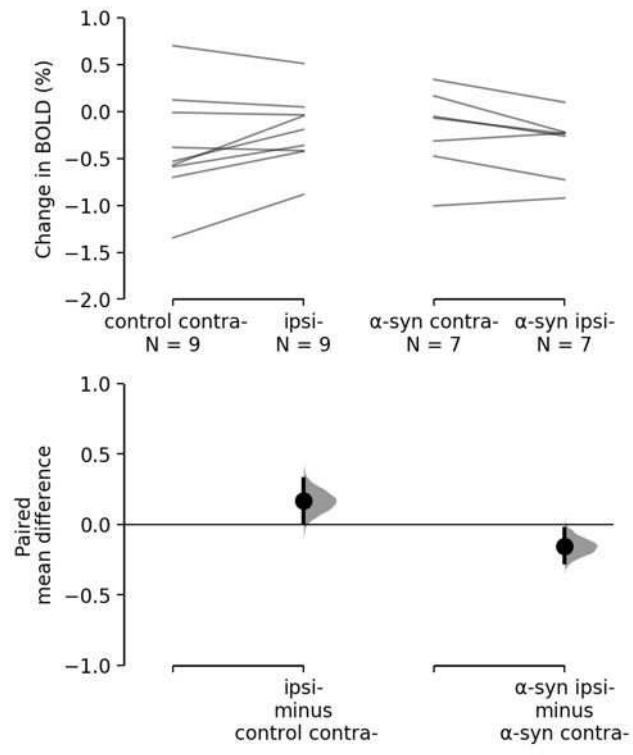 1.0
0.5
0.0
−0.5
−1.0
−1.5
−2.0
Change in BOLD (%)
control contra-
N = 9
ipsi-
N = 9
α-syn contra-
N = 7
α-syn ipsi-
N = 7
1.0
0.5
0.0
−0.5
−1.0
Paired
mean difference
ipsi-
minus
control contra-
α-syn ipsi-
minus
α-syn contra-